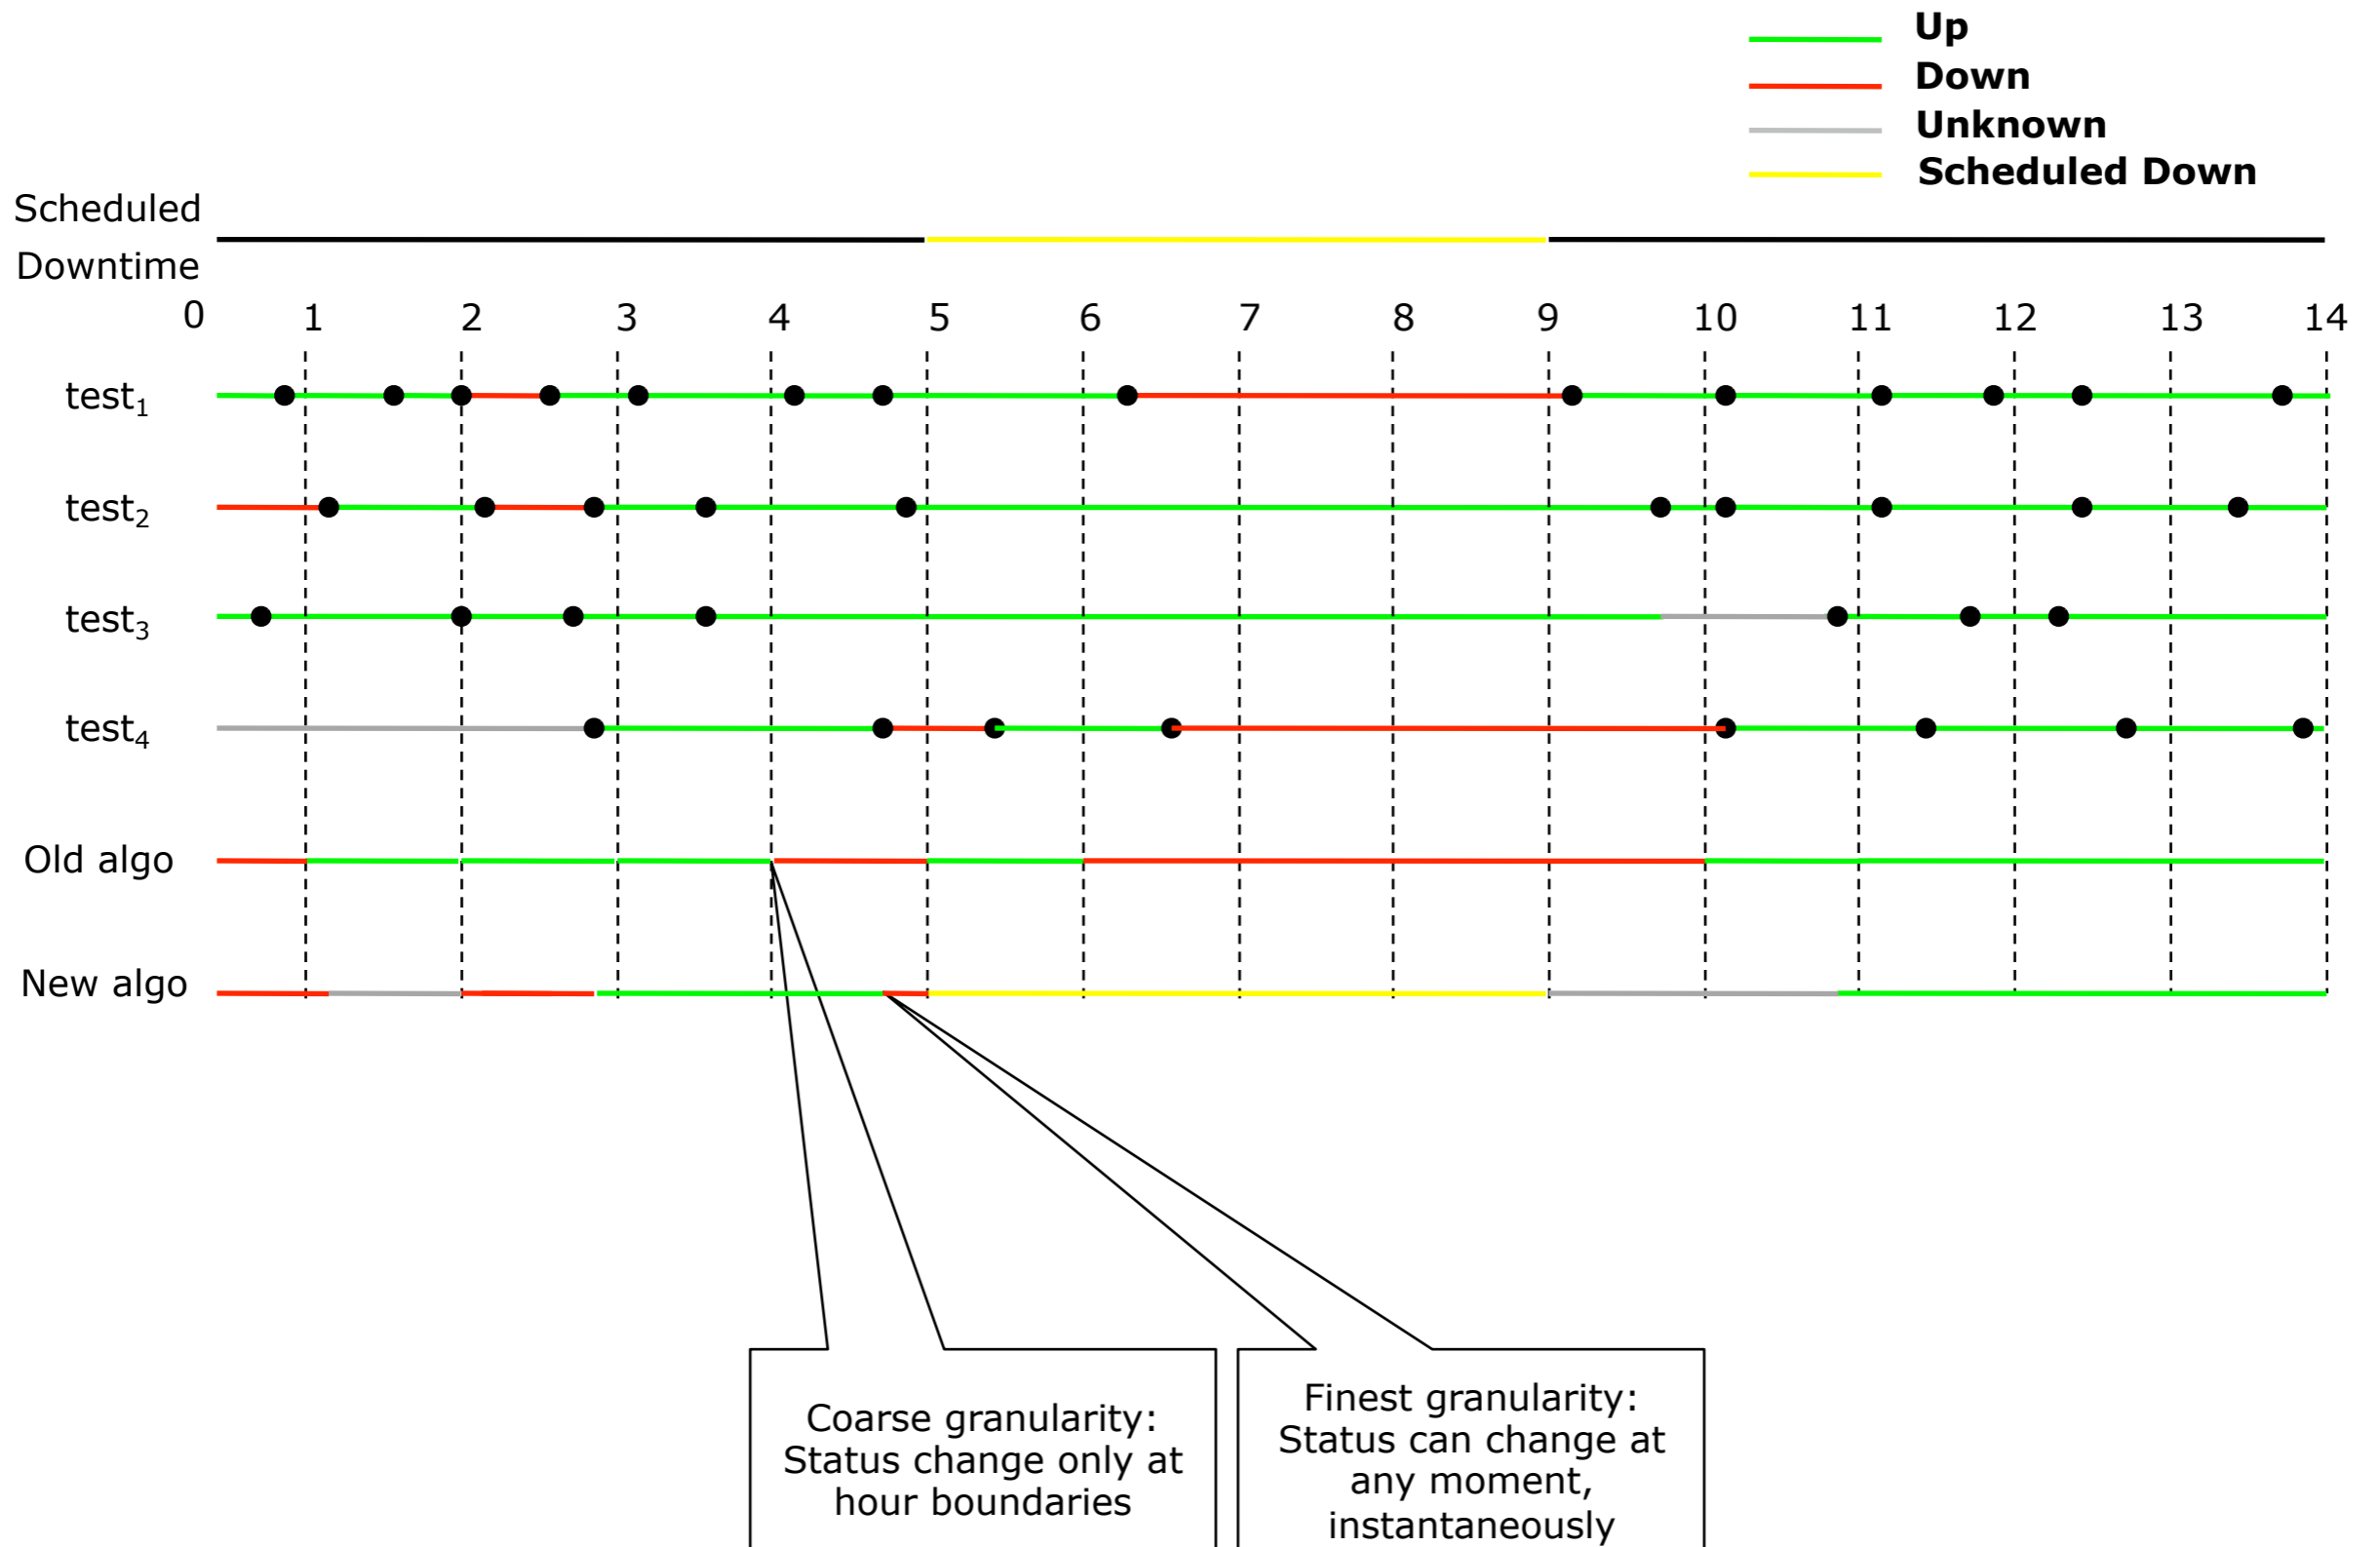 Up
Down
Unknown
Scheduled Down
Scheduled
Downtime
0 1 2 3 4 5 6 7 8 9 10 11 12 13 14
test1
test2
test3
test4
Old algo
New algo
Coarse granularity:
Status change only at
hour boundaries
Finest granularity:
Status can change at
any moment,
instantaneously